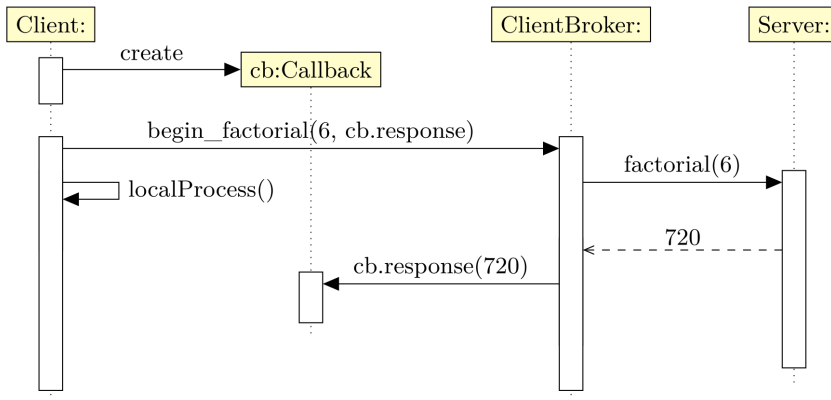 Client:
ClientBroker:
Server:
create
cb:Callback
begin_factorial(6, cb.response)
factorial(6)
localProcess()
720
cb.response(720)